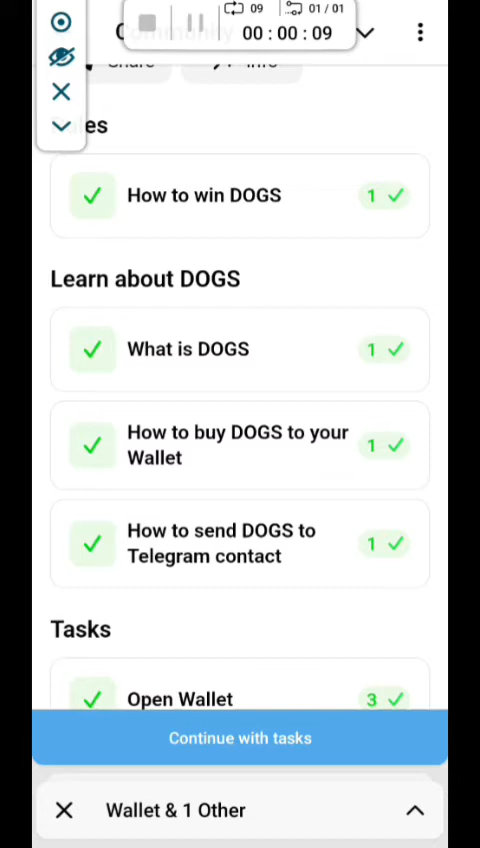 09
01 / 01
00 : 00 : 09
Share
Info
How to win DOGS
1
Learn about DOGS
What is DOGS
1
How to buy DOGS to your
Wallet
1
How to send DOGS to
Telegram contact
1
Tasks
Open Wallet
3
Continue with tasks
Wallet & 1 Other